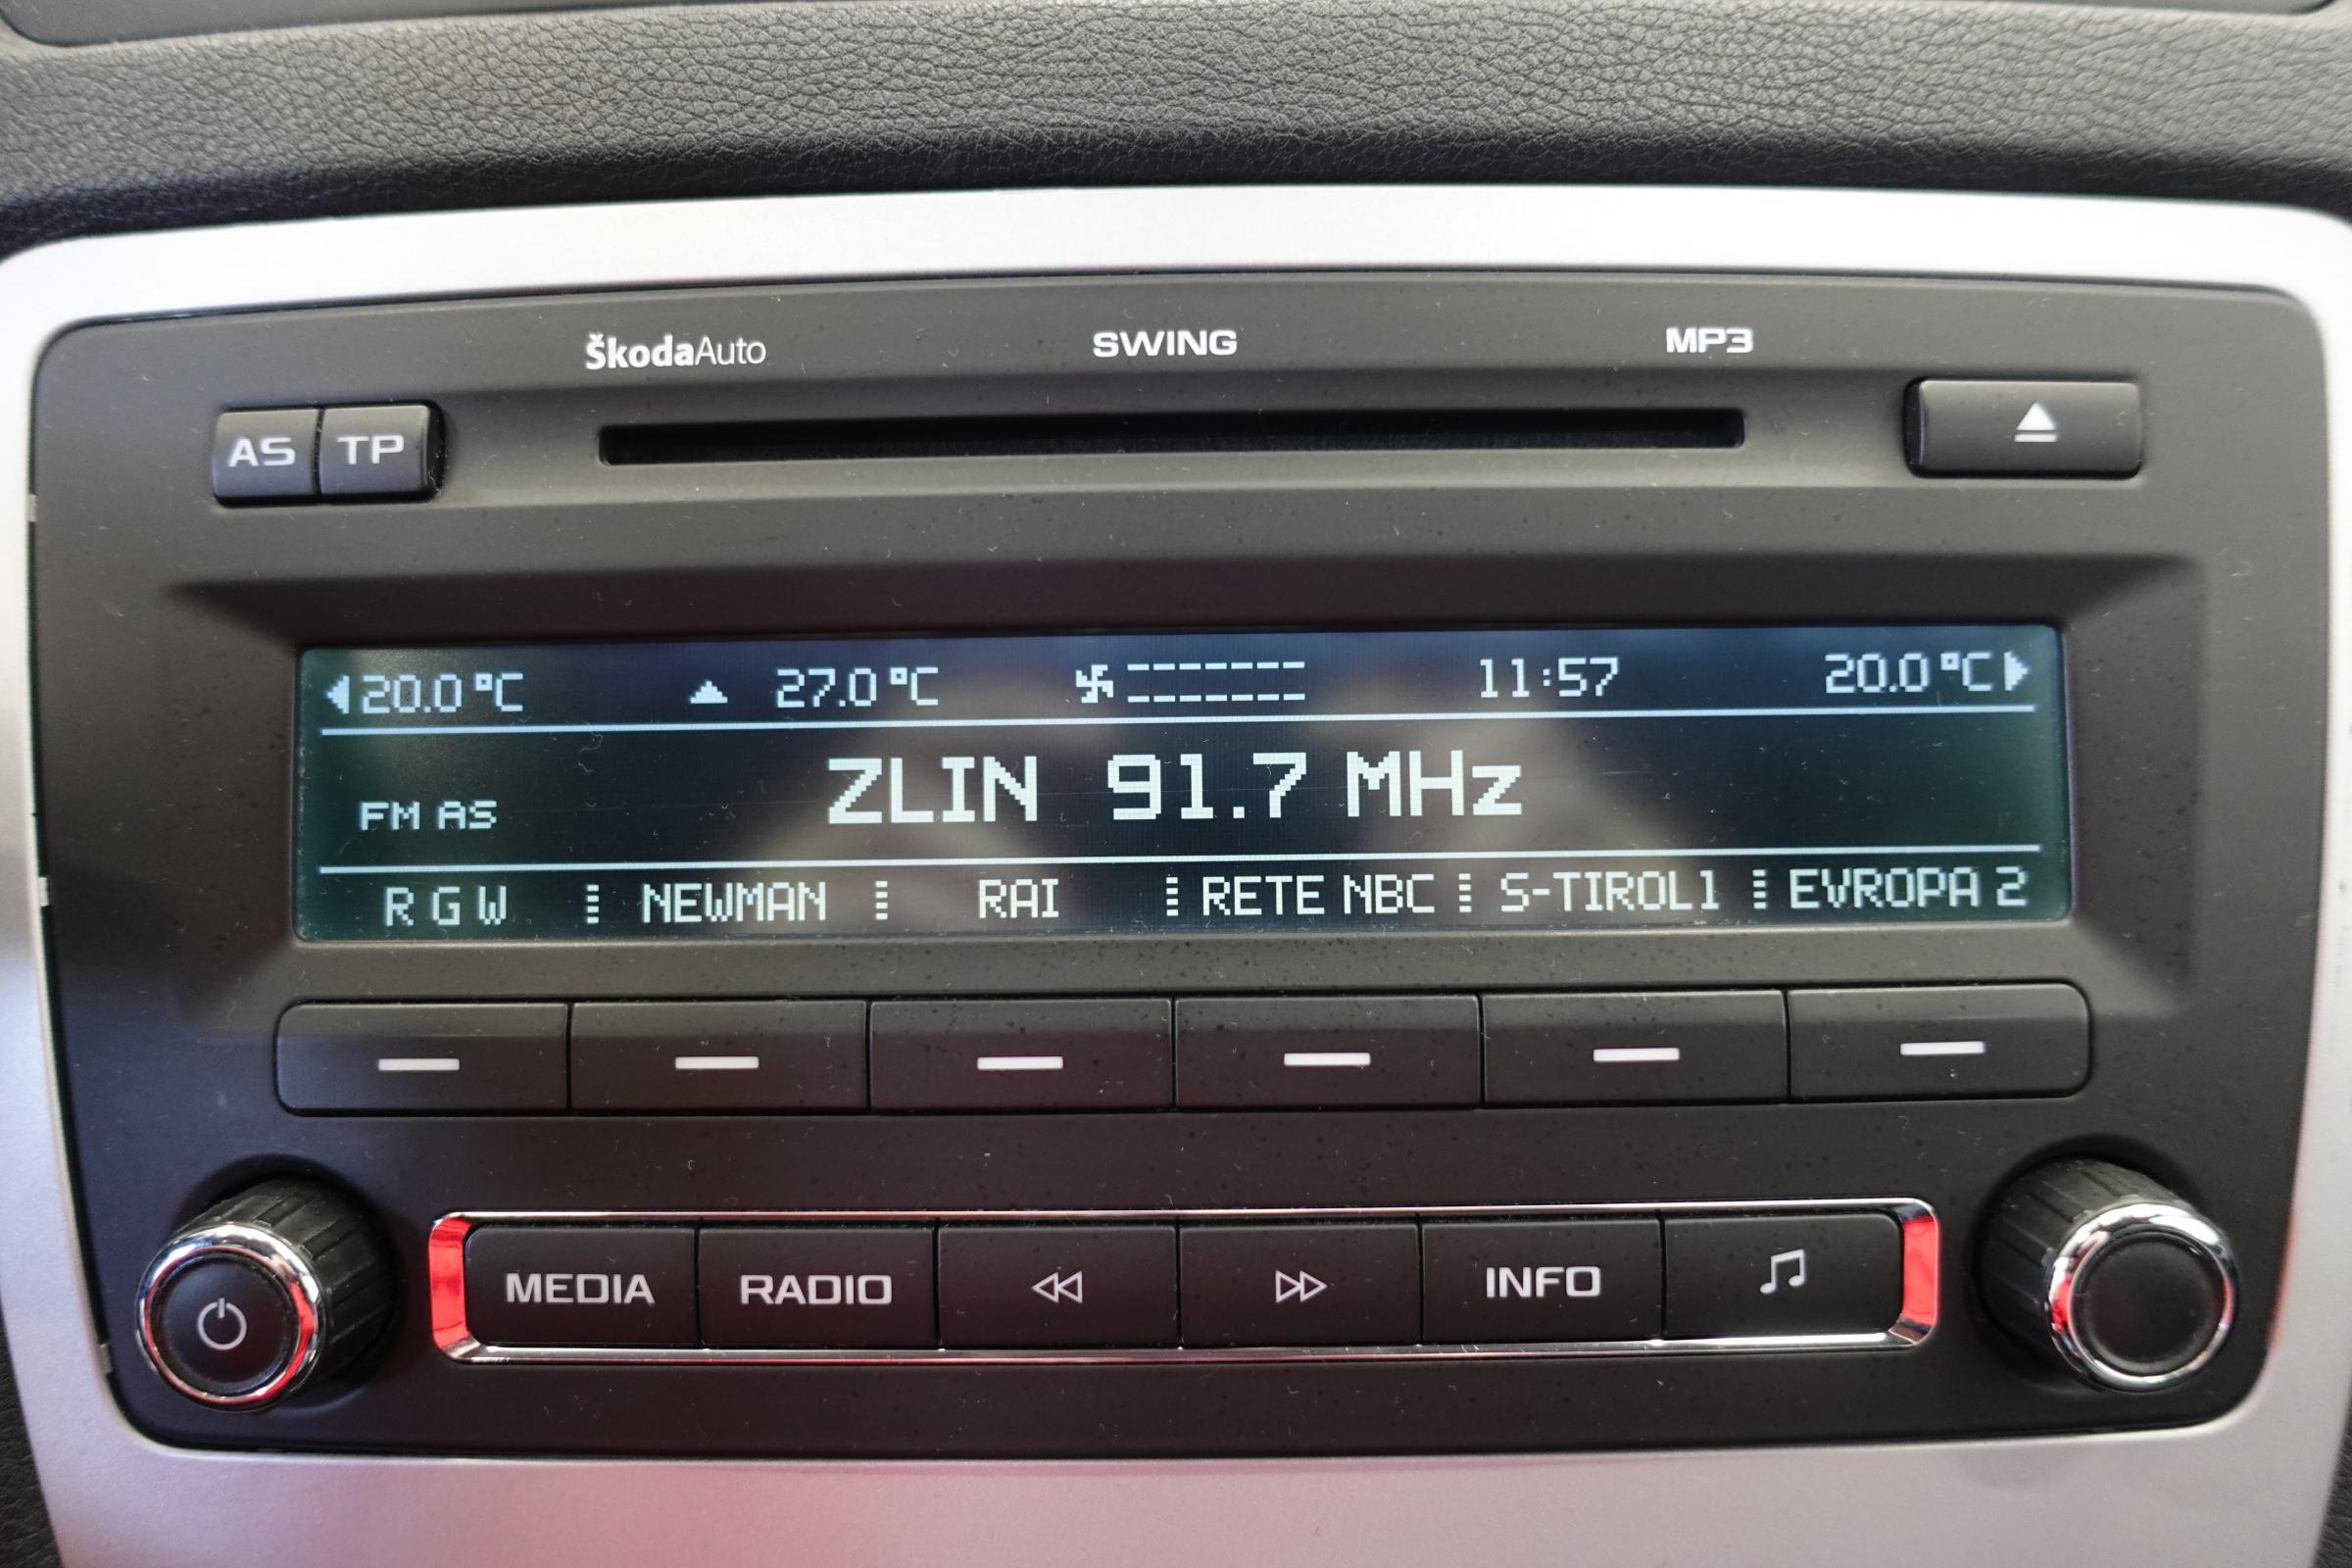 ŠkodaAuto SWING MP3
AS TP
20.0 °C 27.0 °C 11:57 20.0 °C
ZLIN 91.7 MHz
FM AS
R G W NEWMAN RAI RETE NBC S-TIROL1 EVROPA 2
MEDIA RADIO INFO